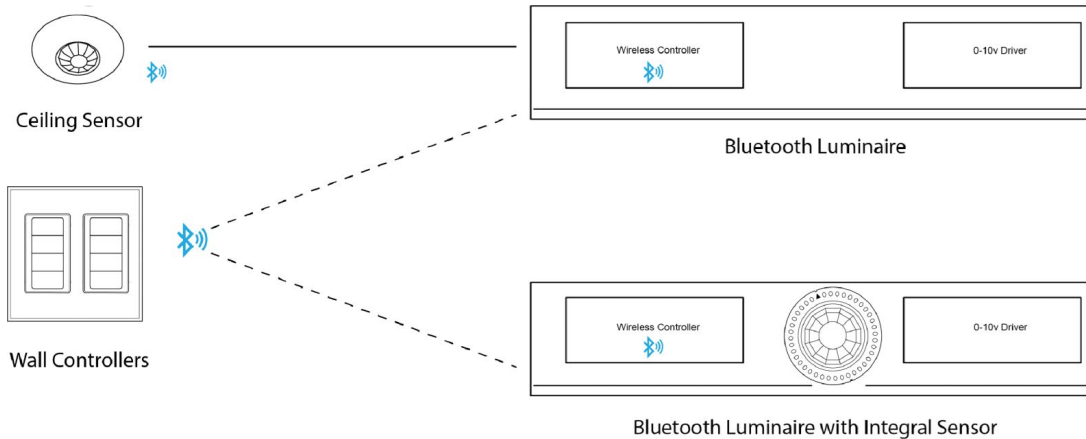 Wireless Controller
0-10v Driver
Ceiling Sensor
Bluetooth Luminaire
Wireless Controller
0-10v Driver
Wall Controllers
Bluetooth Luminaire with Integral Sensor